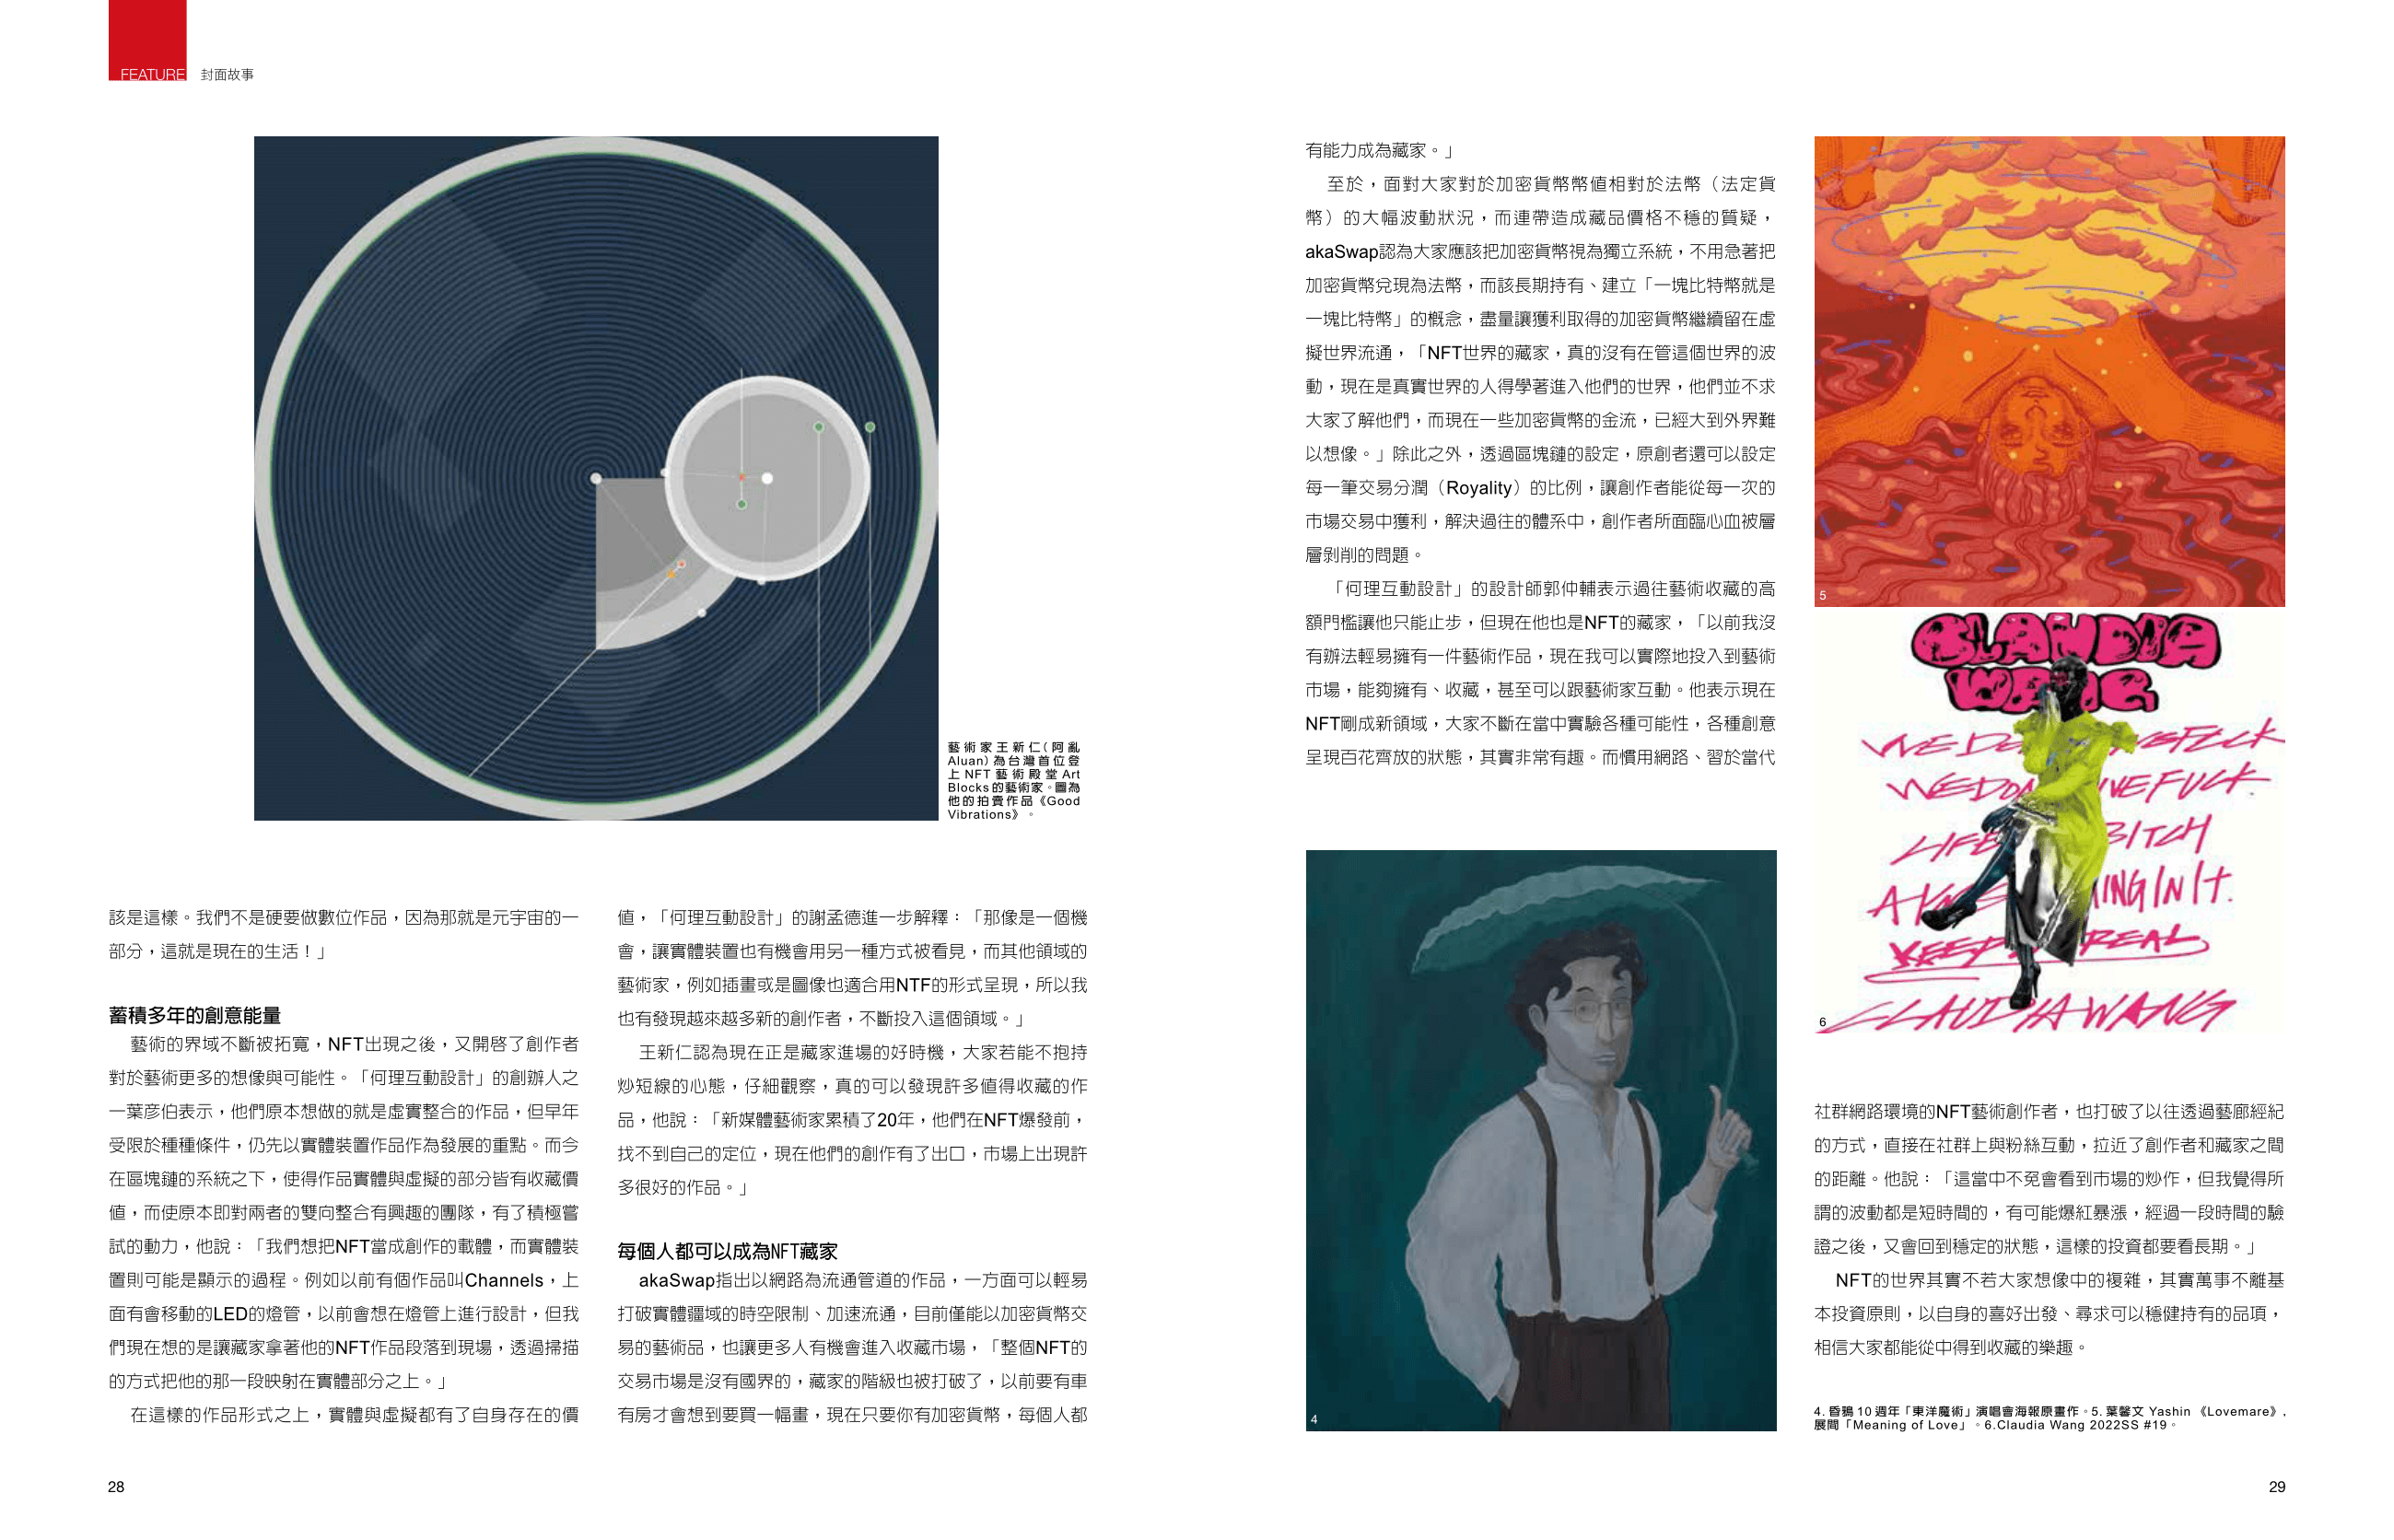 FEATURE 封面故事
藝術家王新仁（阿亂
Aluan）為台灣首位登
上 NFT 藝術殿堂 Art
Blocks 的藝術家。圖為
他的拍賣作品《Good
Vibrations》。
該是這樣。我們不是硬要做數位作品，因為那就是元宇宙的一
部分，這就是現在的生活！」
蓄積多年的創意能量
藝術的界域不斷被拓寬，NFT出現之後，又開啓了創作者
對於藝術更多的想像與可能性。「何理互動設計」的創辦人之
一葉彥伯表示，他們原本想做的就是虛實整合的作品，但早年
受限於種種條件，仍先以實體裝置作品作為發展的重點。而今
在區塊鏈的系統之下，使得作品實體與虛擬的部分皆有收藏價
值，而使原本即對兩者的雙向整合有興趣的團隊，有了積極嘗
試的動力，他說：「我們想把NFT當成創作的載體，而實體裝
置則可能是顯示的過程。例如以前有個作品叫Channels，上
面有會移動的LED的燈管，以前會想在燈管上進行設計，但我
們現在想的是讓藏家拿著他的NFT作品段落到現場，透過掃描
的方式把他的那一段映射在實體部分之上。」
在這樣的作品形式之上，實體與虛擬都有了自身存在的價
值，「何理互動設計」的謝孟德進一步解釋：「那像是一個機
會，讓實體裝置也有機會用另一種方式被看見，而其他領域的
藝術家，例如插畫或是圖像也適合用NTF的形式呈現，所以我
也有發現越來越多新的創作者，不斷投入這個領域。」
王新仁認為現在正是藏家進場的好時機，大家若能不抱持
炒短線的心態，仔細觀察，真的可以發現許多值得收藏的作
品，他說：「新媒體藝術家累積了20年，他們在NFT爆發前，
找不到自己的定位，現在他們的創作有了出口，市場上出現許
多很好的作品。」
每個人都可以成為NFT藏家
akaSwap指出以網路為流通管道的作品，一方面可以輕易
打破實體疆域的時空限制、加速流通，目前僅能以加密貨幣交
易的藝術品，也讓更多人有機會進入收藏市場，「整個NFT的
交易市場是沒有國界的，藏家的階級也被打破了，以前要有車
有房才會想到要買一幅畫，現在只要你有加密貨幣，每個人都
28
有能力成為藏家。」
至於，面對大家對於加密貨幣幣值相對於法幣（法定貨
幣）的大幅波動狀況，而連帶造成藏品價格不穩的質疑，
akaSwap認為大家應該把加密貨幣視為獨立系統，不用急著把
加密貨幣兌現為法幣，而該長期持有、建立「一塊比特幣就是
一塊比特幣」的概念，盡量讓獲利取得的加密貨幣繼續留在虛
擬世界流通，「NFT世界的藏家，真的沒有在管這個世界的波
動，現在是真實世界的人得學著進入他們的世界，他們並不求
大家了解他們，而現在一些加密貨幣的金流，已經大到外界難
以想像。」除此之外，透過區塊鏈的設定，原創者還可以設定
每一筆交易分潤（Royality）的比例，讓創作者能從每一次的
市場交易中獲利，解決過往的體系中，創作者所面臨心血被層
層剝削的問題。
「何理互動設計」的設計師郭仲輔表示過往藝術收藏的高
額門檻讓他只能止步，但現在他也是NFT的藏家，「以前我沒
有辦法輕易擁有一件藝術作品，現在我可以實際地投入到藝術
市場，能夠擁有、收藏，甚至可以跟藝術家互動。他表示現在
NFT剛成新領域，大家不斷在當中實驗各種可能性，各種創意
呈現百花齊放的狀態，其實非常有趣。而慣用網路、習於當代
4
5
CLAUDIA
WANG
LIFE BITCH
ING IN IT.
KEEP REAL
CLAUDIA WANG
6
社群網路環境的NFT藝術創作者，也打破了以往透過藝廊經紀
的方式，直接在社群上與粉絲互動，拉近了創作者和藏家之間
的距離。他說：「這當中不免會看到市場的炒作，但我覺得所
謂的波動都是短時間的，有可能爆紅暴漲，經過一段時間的驗
證之後，又會回到穩定的狀態，這樣的投資都要看長期。」
NFT的世界其實不若大家想像中的複雜，其實萬事不離基
本投資原則，以自身的喜好出發、尋求可以穩健持有的品項，
相信大家都能從中得到收藏的樂趣。
4. 昏鴉 10 週年「東洋魔術」演唱會海報原畫作。5. 葉馨文 Yashin 《Lovemare》,
展間「Meaning of Love」。6.Claudia Wang 2022SS #19。
29